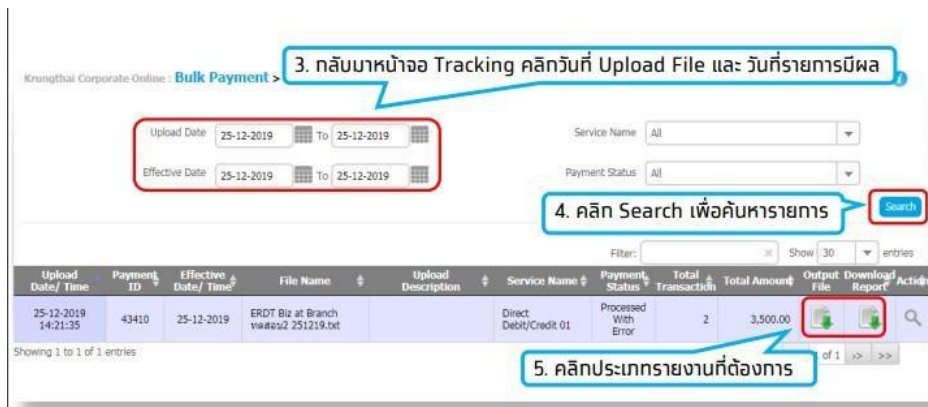 3. กลับมาหน้าจอ Tracking คลิกวันที่ Upload File และ วันที่รายการมีผล
Krungthai Corporate Online : Bulk Payment >
Upload Date 25-12-2019 To 25-12-2019 Service Name All
Effective Date 25-12-2019 To 25-12-2019 Payment Status All
4. คลิก Search เพื่อค้นหารายการ Search
Filter: Show 30 entries
Upload Date/ Time Payment ID Effective Date/ Time File Name Upload Description Service Name Payment Status Total Transaction Total Amount Output File Download Report Action
25-12-2019 14:21:35 43410 25-12-2019 ERDT Biz at Branch ทดสอบ2 251219.txt Direct Debit/Credit 01 Processed With Error 2 3,500.00
Showing 1 to 1 of 1 entries of 1 >> >>
5. คลิกประเภทรายงานที่ต้องการ